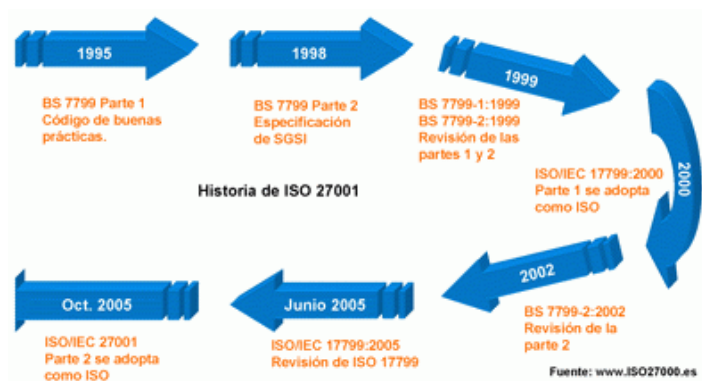 1995
BS 7799 Parte 1
Código de buenas
prácticas.
1998
BS 7799 Parte 2
Especificación
de SGSI
1999
BS 7799-1:1999
BS 7799-2:1999
Revisión de las
partes 1 y 2
2000
ISO/IEC 17799:2000
Parte 1 se adopta
como ISO
Historia de ISO 27001
2002
BS 7799-2:2002
Revisión de la
parte 2
Junio 2005
ISO/IEC 17799:2005
Revisión de ISO 17799
Oct. 2005
ISO/IEC 27001
Parte 2 se adopta
como ISO
Fuente: www.ISO27000.es